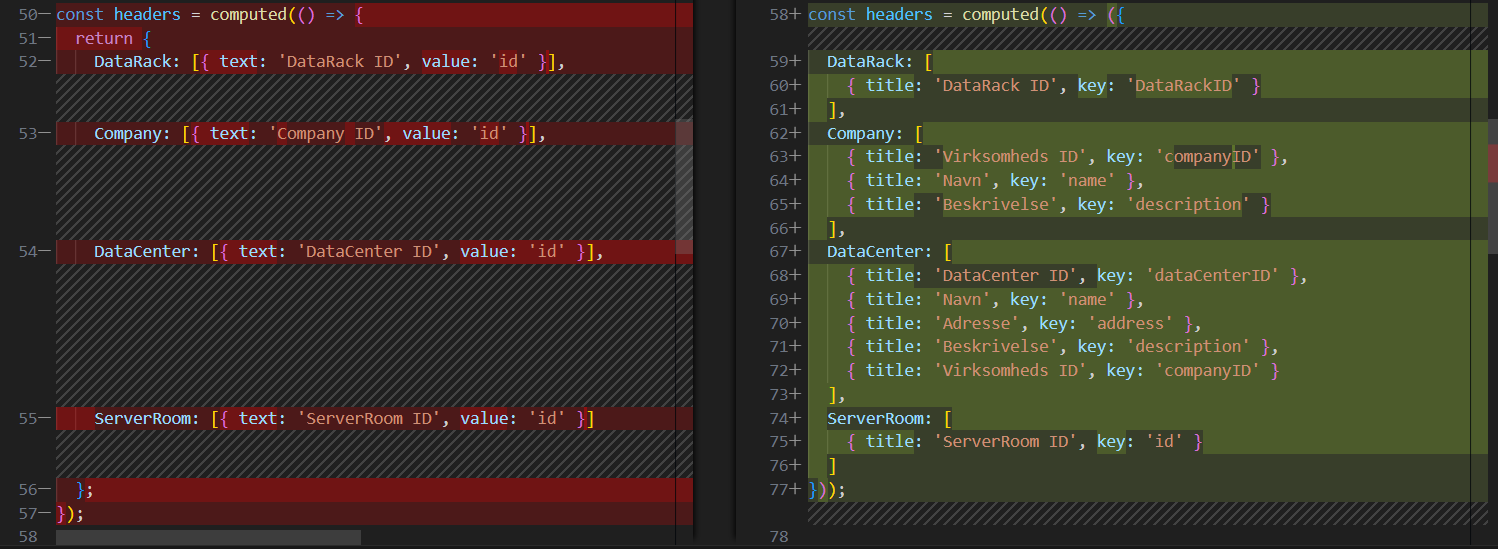 50— const headers = computed(() => {
51— return {
52— DataRack: [{ text: 'DataRack ID', value: 'id' }],
53— Company: [{ text: 'Company ID', value: 'id' }],
54— DataCenter: [{ text: 'DataCenter ID', value: 'id' }],
55— ServerRoom: [{ text: 'ServerRoom ID', value: 'id' }]
56— };
57— });
58
58+ const headers = computed(() => ({
59+ DataRack: [
60+ { title: 'DataRack ID', key: 'DataRackID' }
61+ ],
62+ Company: [
63+ { title: 'Virksomheds ID', key: 'companyID' },
64+ { title: 'Navn', key: 'name' },
65+ { title: 'Beskrivelse', key: 'description' }
66+ ],
67+ DataCenter: [
68+ { title: 'DataCenter ID', key: 'dataCenterID' },
69+ { title: 'Navn', key: 'name' },
70+ { title: 'Adresse', key: 'address' },
71+ { title: 'Beskrivelse', key: 'description' },
72+ { title: 'Virksomheds ID', key: 'companyID' }
73+ ],
74+ ServerRoom: [
75+ { title: 'ServerRoom ID', key: 'id' }
76+ ]
77+ }));
78